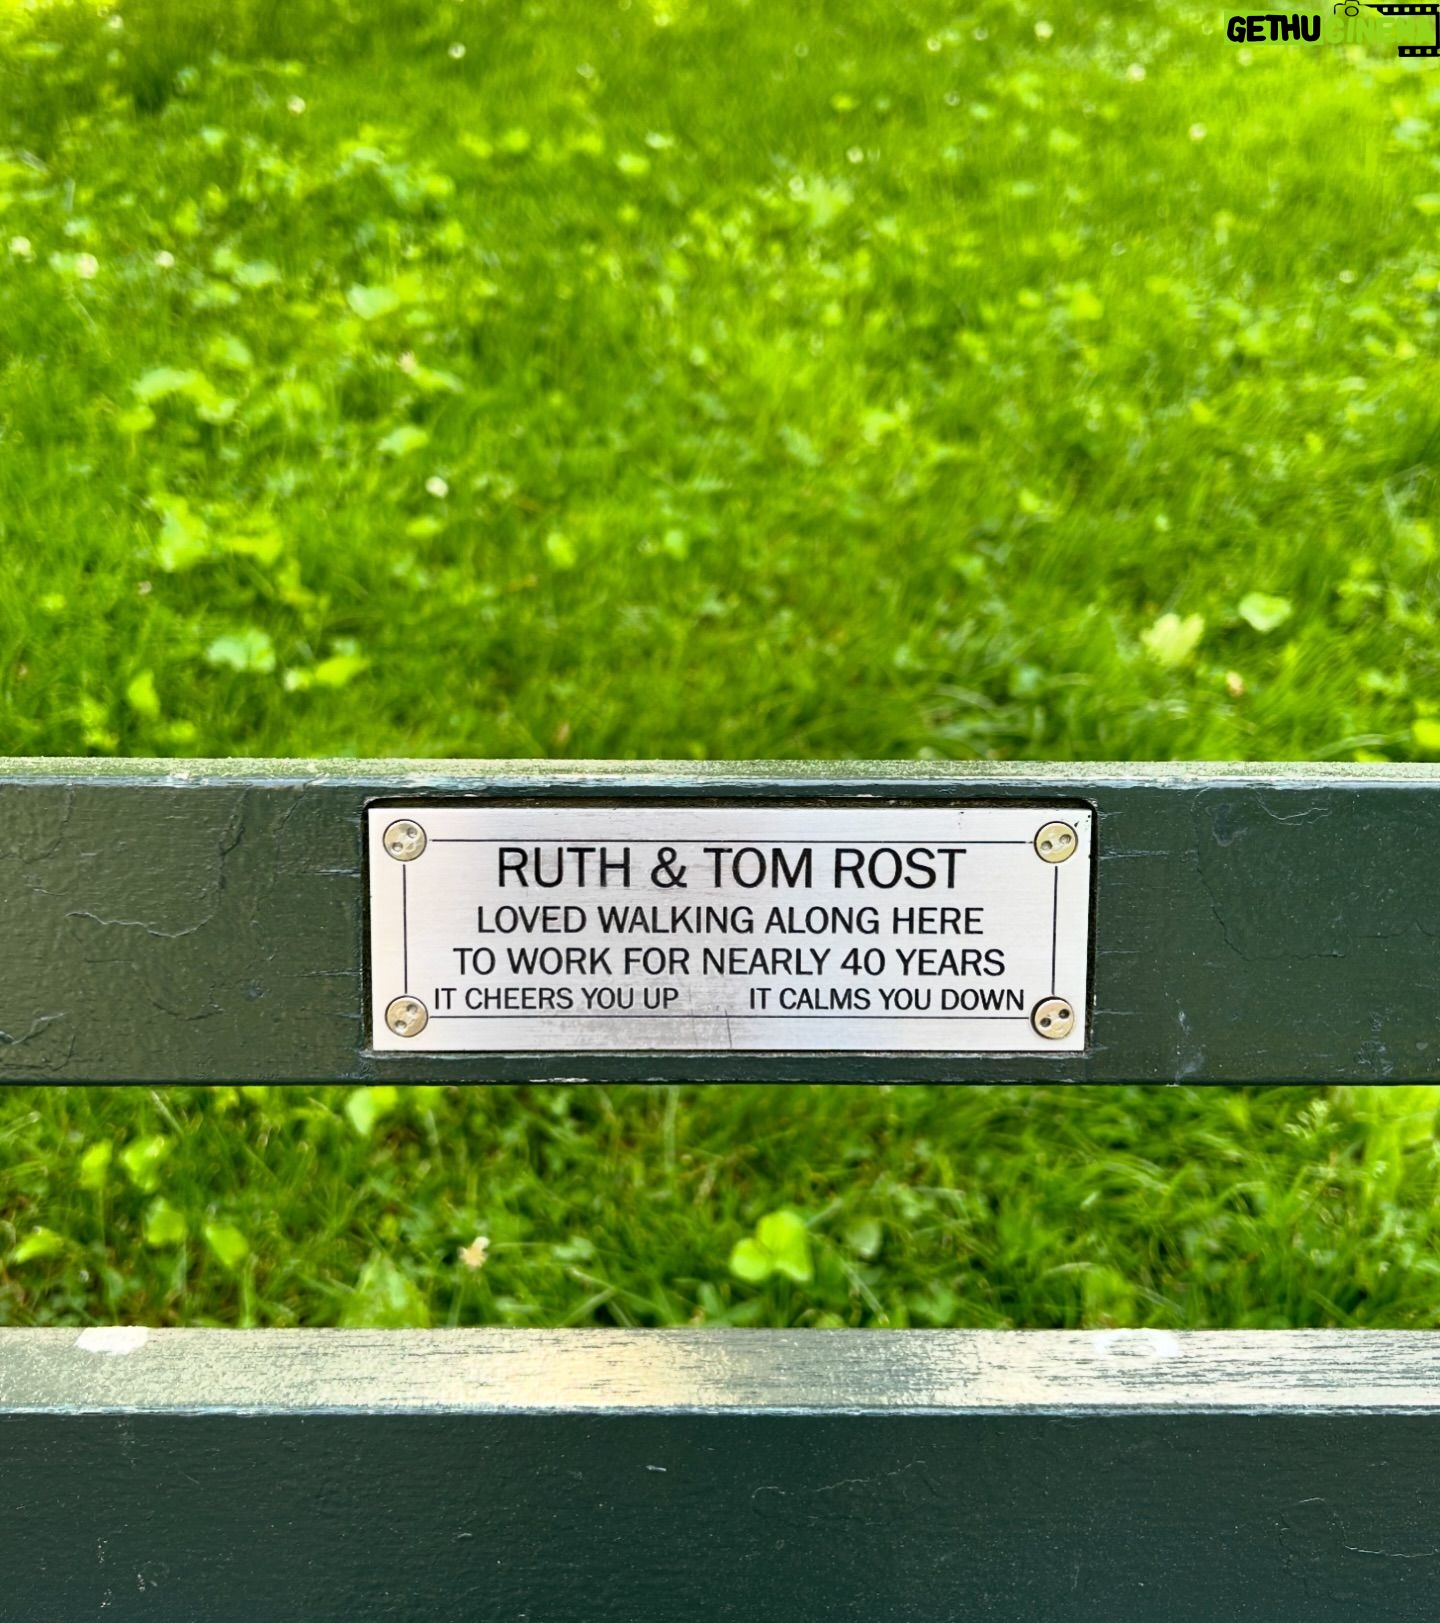 GETHU CINEMA
RUTH & TOM ROST
LOVED WALKING ALONG HERE
TO WORK FOR NEARLY 40 YEARS
IT CHEERS YOU UP IT CALMS YOU DOWN